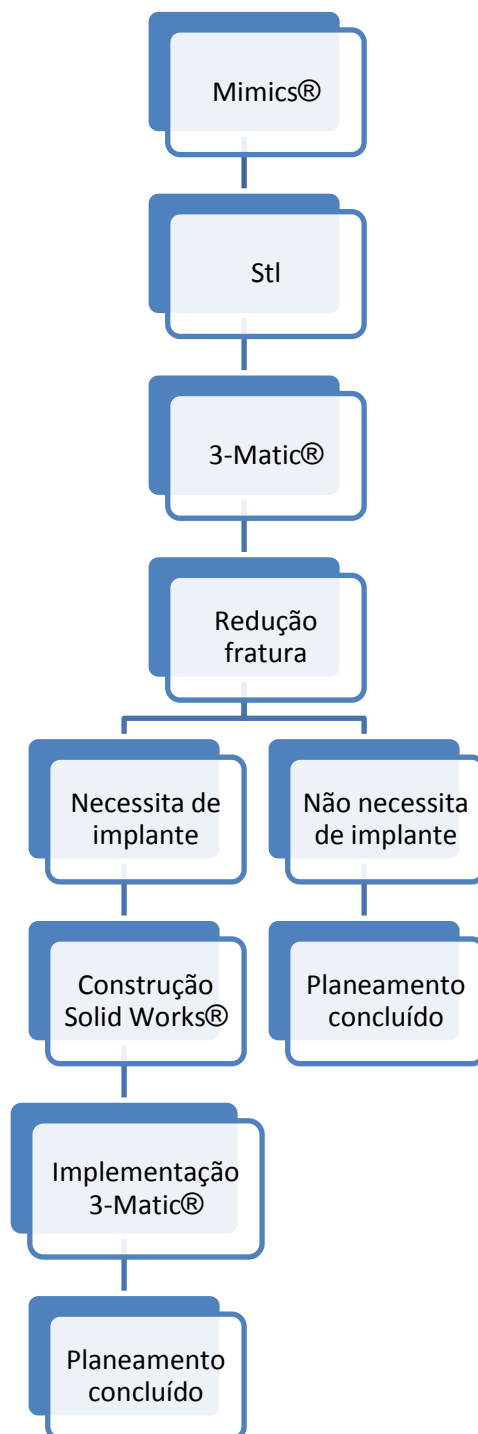 Mimics®
Stl
3-Matic®
Redução
fratura
Necessita de
implante
Não necessita
de implante
Construção
Solid Works®
Planeamento
concluído
Implementação
3-Matic®
Planeamento
concluído